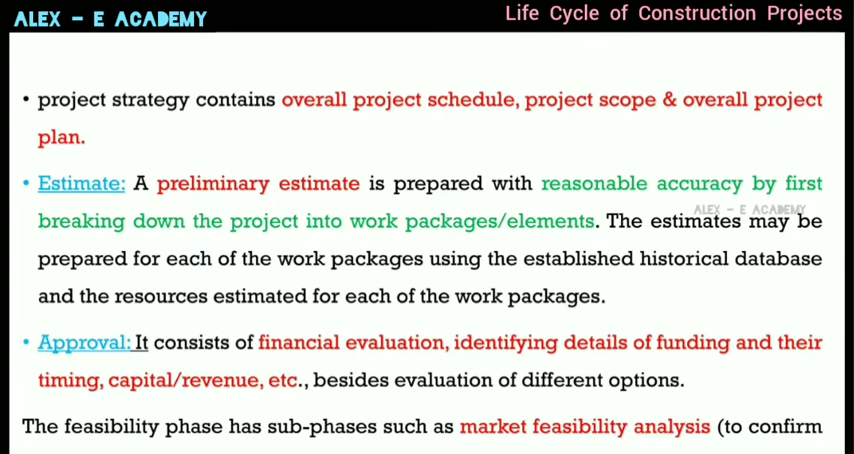 ALEX - E ACADEMY
Life Cycle of Construction Projects
• project strategy contains overall project schedule, project scope & overall project
plan.
• Estimate: A preliminary estimate is prepared with reasonable accuracy by first
breaking down the project into work packages/elements. The estimates may be
ALEX - E ACADEMY
prepared for each of the work packages using the established historical database
and the resources estimated for each of the work packages.
• Approval: It consists of financial evaluation, identifying details of funding and their
timing, capital/revenue, etc., besides evaluation of different options.
The feasibility phase has sub-phases such as market feasibility analysis (to confirm